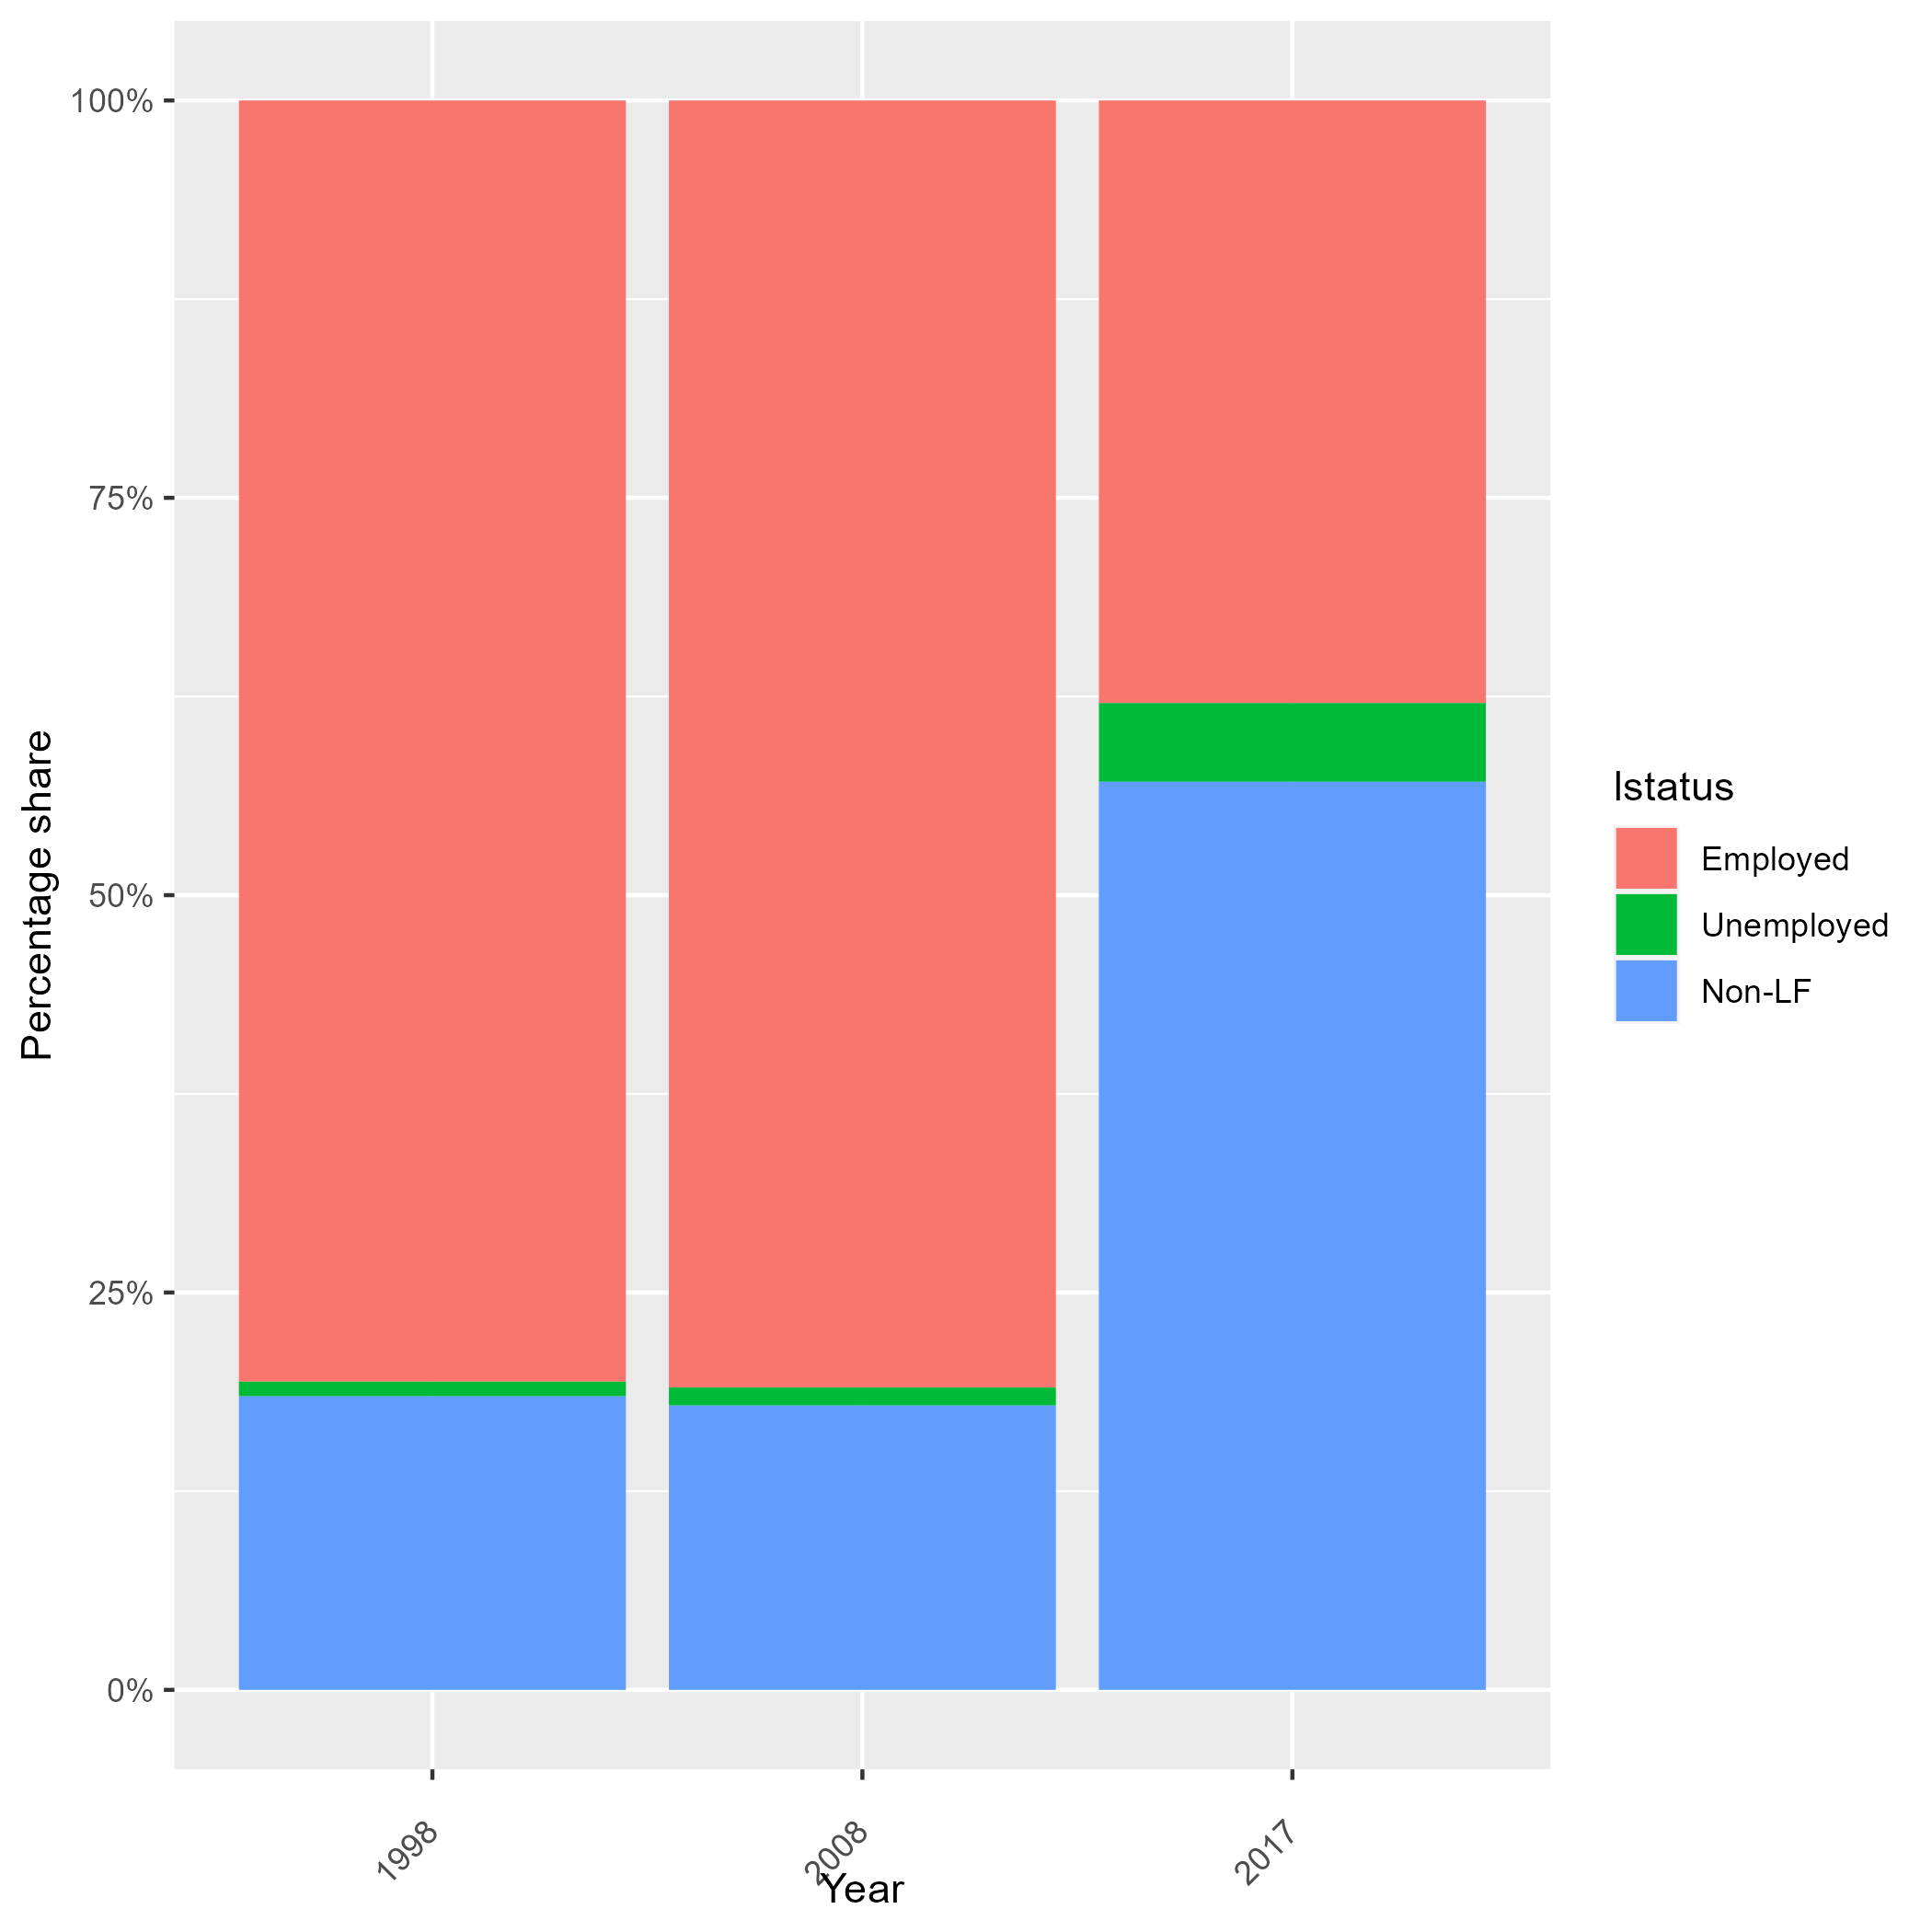 100%
75%
50%
25%
0%
Percentage share
1998
2008
2017
Year
lstatus
Employed
Unemployed
Non-LF